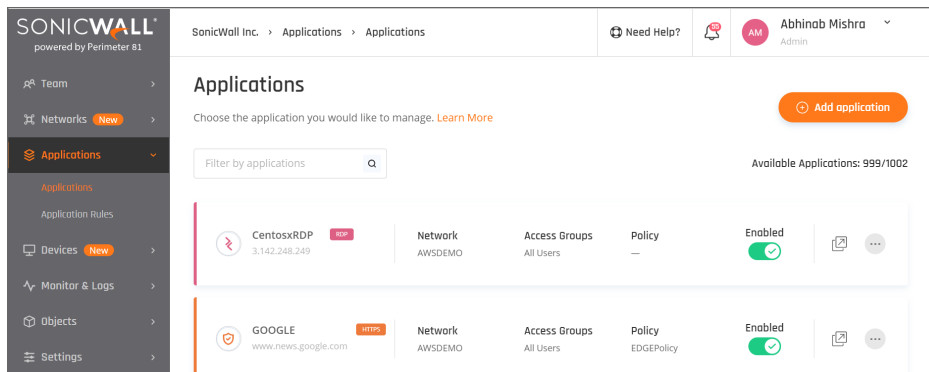 SONICWALL
powered by Perimeter 81
SonicWall Inc. > Applications > Applications
Need Help?
AM
Abhinab Mishra
Admin
Team
Networks New
Applications
Applications
Application Rules
Devices New
Monitor & Logs
Objects
Settings
Applications
Choose the application you would like to manage. Learn More
Add application
Filter by applications
Available Applications: 999/1002
CentosxRDP RDP
3.142.248.249
Network
AWSDEMO
Access Groups
All Users
Policy
—
Enabled
GOOGLE HTTPS
www.news.google.com
Network
AWSDEMO
Access Groups
All Users
Policy
EDGEPolicy
Enabled